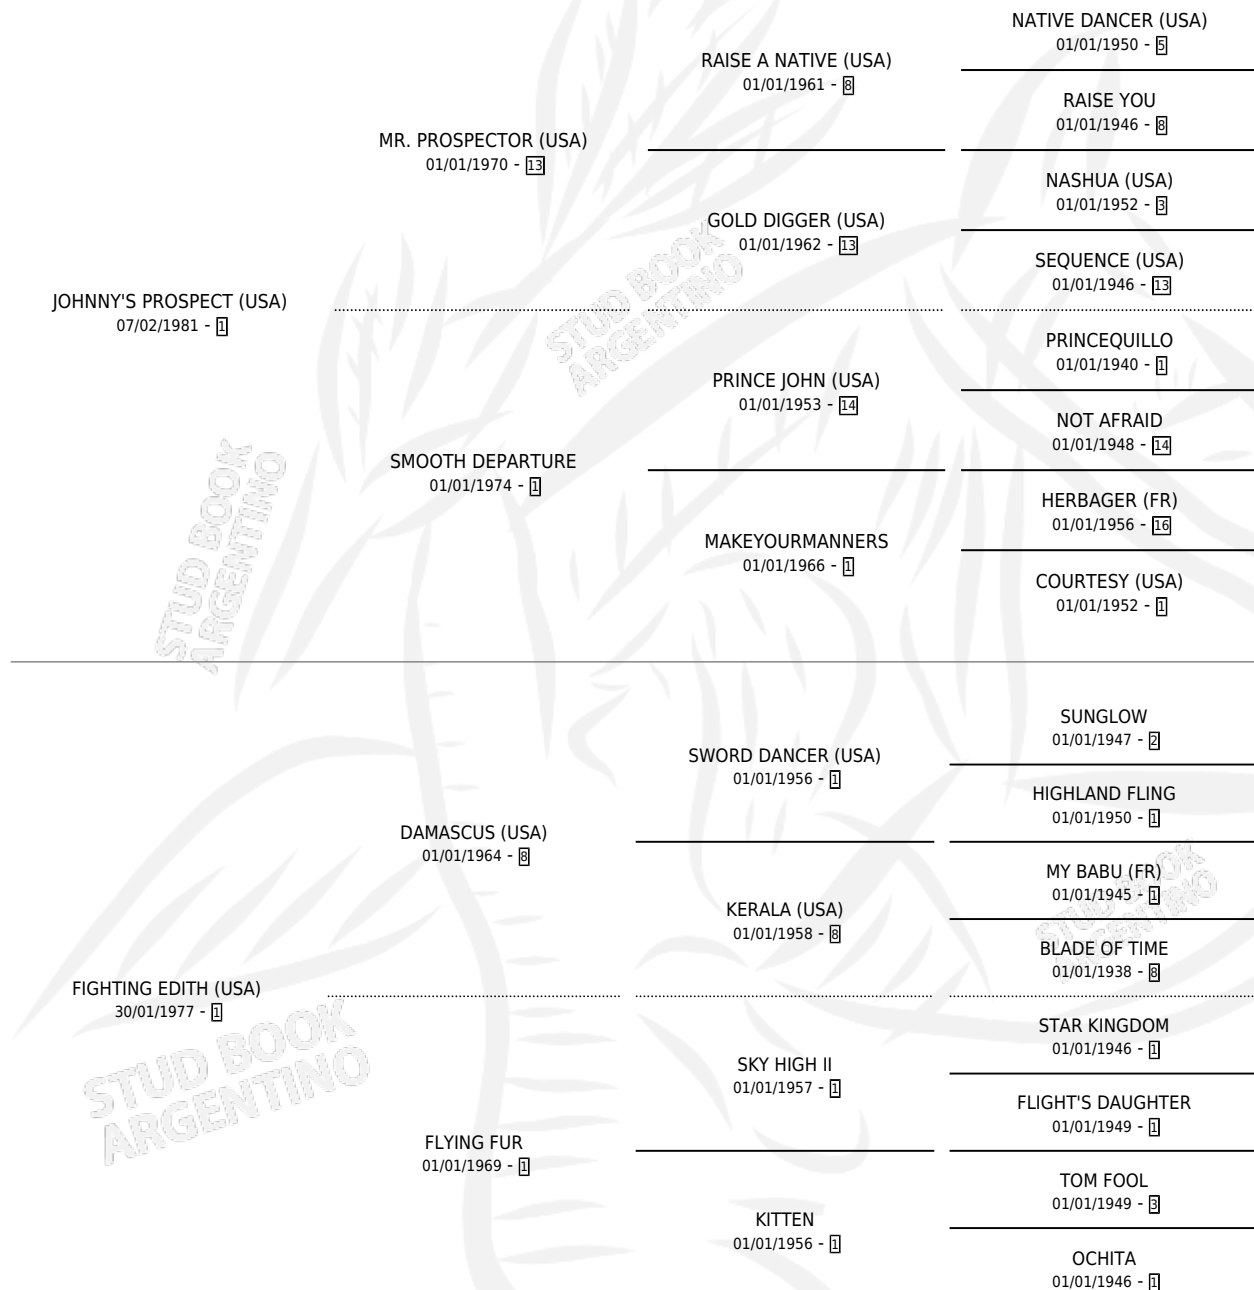 NATIVE DANCER (USA)
01/01/1950 - 5
RAISE A NATIVE (USA)
01/01/1961 - 8
RAISE YOU
01/01/1946 - 8
MR. PROSPECTOR (USA)
01/01/1970 - 13
NASHUA (USA)
01/01/1952 - 3
GOLD DIGGER (USA)
01/01/1962 - 13
SEQUENCE (USA)
01/01/1946 - 13
JOHNNY'S PROSPECT (USA)
07/02/1981 - 1
STUD BOOK
ARGENTINO
PRINCEQUILLO
01/01/1940 - 1
PRINCE JOHN (USA)
01/01/1953 - 14
NOT AFRAID
01/01/1948 - 14
SMOOTH DEPARTURE
01/01/1974 - 1
HERBAGER (FR)
01/01/1956 - 16
MAKEYOURMANNERS
01/01/1966 - 1
COURTESY (USA)
01/01/1952 - 1
STUD BOOK
ARGENTINO
SUNGLOW
01/01/1947 - 2
SWORD DANCER (USA)
01/01/1956 - 1
HIGHLAND FLING
01/01/1950 - 1
DAMASCUS (USA)
01/01/1964 - 8
MY BABU (FR)
01/01/1945 - 1
KERALA (USA)
01/01/1958 - 8
STUD BOOK
ARGENTINO
BLADE OF TIME
01/01/1938 - 8
FIGHTING EDITH (USA)
30/01/1977 - 1
STUD BOOK
ARGENTINO
STAR KINGDOM
01/01/1946 - 1
SKY HIGH II
01/01/1957 - 1
FLIGHT'S DAUGHTER
01/01/1949 - 1
FLYING FUR
01/01/1969 - 1
TOM FOOL
01/01/1949 - 3
KITTEN
01/01/1956 - 1
OCHITA
01/01/1946 - 1